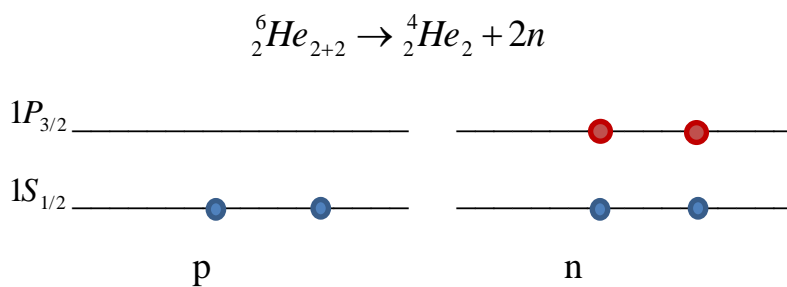 ⁶₂He₂₊₂ → ⁴₂He₂ + 2n
1P₃/₂
1S₁/₂
p n